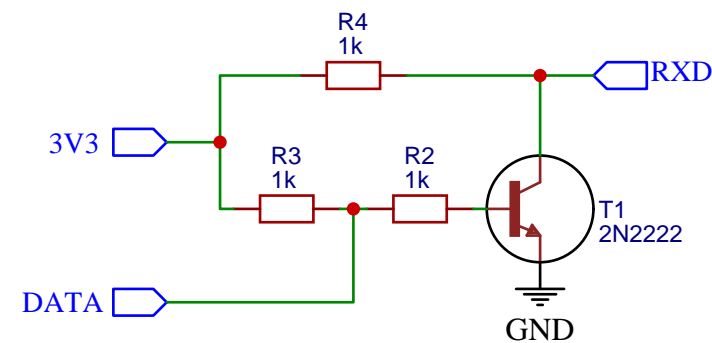 R4
1k
RXD
3V3
R3
1k
R2
1k
T1
2N2222
DATA
GND